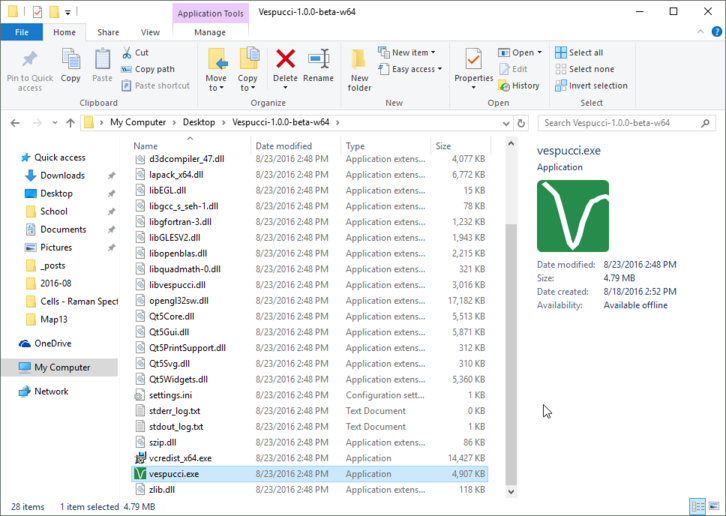 Application Tools Vespucci-1.0.0-beta-w64
File Home Share View Manage
Pin to Quick access
Copy
Paste
Cut
Copy path
Paste shortcut
Move to
Copy to
Delete
Rename
New folder
New item
Easy access
Properties
Open
Edit
History
Select all
Select none
Invert selection
Clipboard Organize New Open Select
My Computer Desktop Vespucci-1.0.0-beta-w64 Search Vespucci-1.0.0-beta-w64
Quick access
Downloads
Desktop
School
Documents
Pictures
_posts
2016-08
Cells - Raman Spect
Map13
OneDrive
My Computer
Network
Name Date modified Type Size
d3dcompiler_47.dll 8/23/2016 2:48 PM Application extens... 4,077 KB
lapack_x64.dll 8/23/2016 2:48 PM Application extens... 6,772 KB
libEGL.dll 8/23/2016 2:48 PM Application extens... 15 KB
libgcc_s_seh-1.dll 8/23/2016 2:48 PM Application extens... 78 KB
libgfortran-3.dll 8/23/2016 2:48 PM Application extens... 1,232 KB
libGLESV2.dll 8/23/2016 2:48 PM Application extens... 1,943 KB
libopenblas.dll 8/23/2016 2:48 PM Application extens... 2,215 KB
libquadmath-0.dll 8/23/2016 2:48 PM Application extens... 321 KB
libvespucci.dll 8/23/2016 2:48 PM Application extens... 3,016 KB
opengl32sw.dll 8/23/2016 2:48 PM Application extens... 17,182 KB
Qt5Core.dll 8/23/2016 2:48 PM Application extens... 5,513 KB
Qt5Gui.dll 8/23/2016 2:48 PM Application extens... 5,871 KB
Qt5PrintSupport.dll 8/23/2016 2:48 PM Application extens... 312 KB
Qt5Svg.dll 8/23/2016 2:48 PM Application extens... 310 KB
Qt5Widgets.dll 8/23/2016 2:48 PM Application extens... 5,360 KB
settings.ini 8/23/2016 2:48 PM Configuration sett... 1 KB
stderr_log.txt 8/23/2016 2:48 PM Text Document 0 KB
stdout_log.txt 8/23/2016 2:48 PM Text Document 1 KB
szip.dll 8/23/2016 2:48 PM Application extens... 86 KB
vcredist_x64.exe 8/23/2016 2:48 PM Application 14,427 KB
vespucci.exe 8/23/2016 2:48 PM Application 4,907 KB
zlib.dll 8/23/2016 2:48 PM Application extens... 118 KB
vespucci.exe
Application
Date modified: 8/23/2016 2:48 PM
Size: 4.79 MB
Date created: 8/18/2016 2:52 PM
Availability: Available offline
28 items 1 item selected 4.79 MB